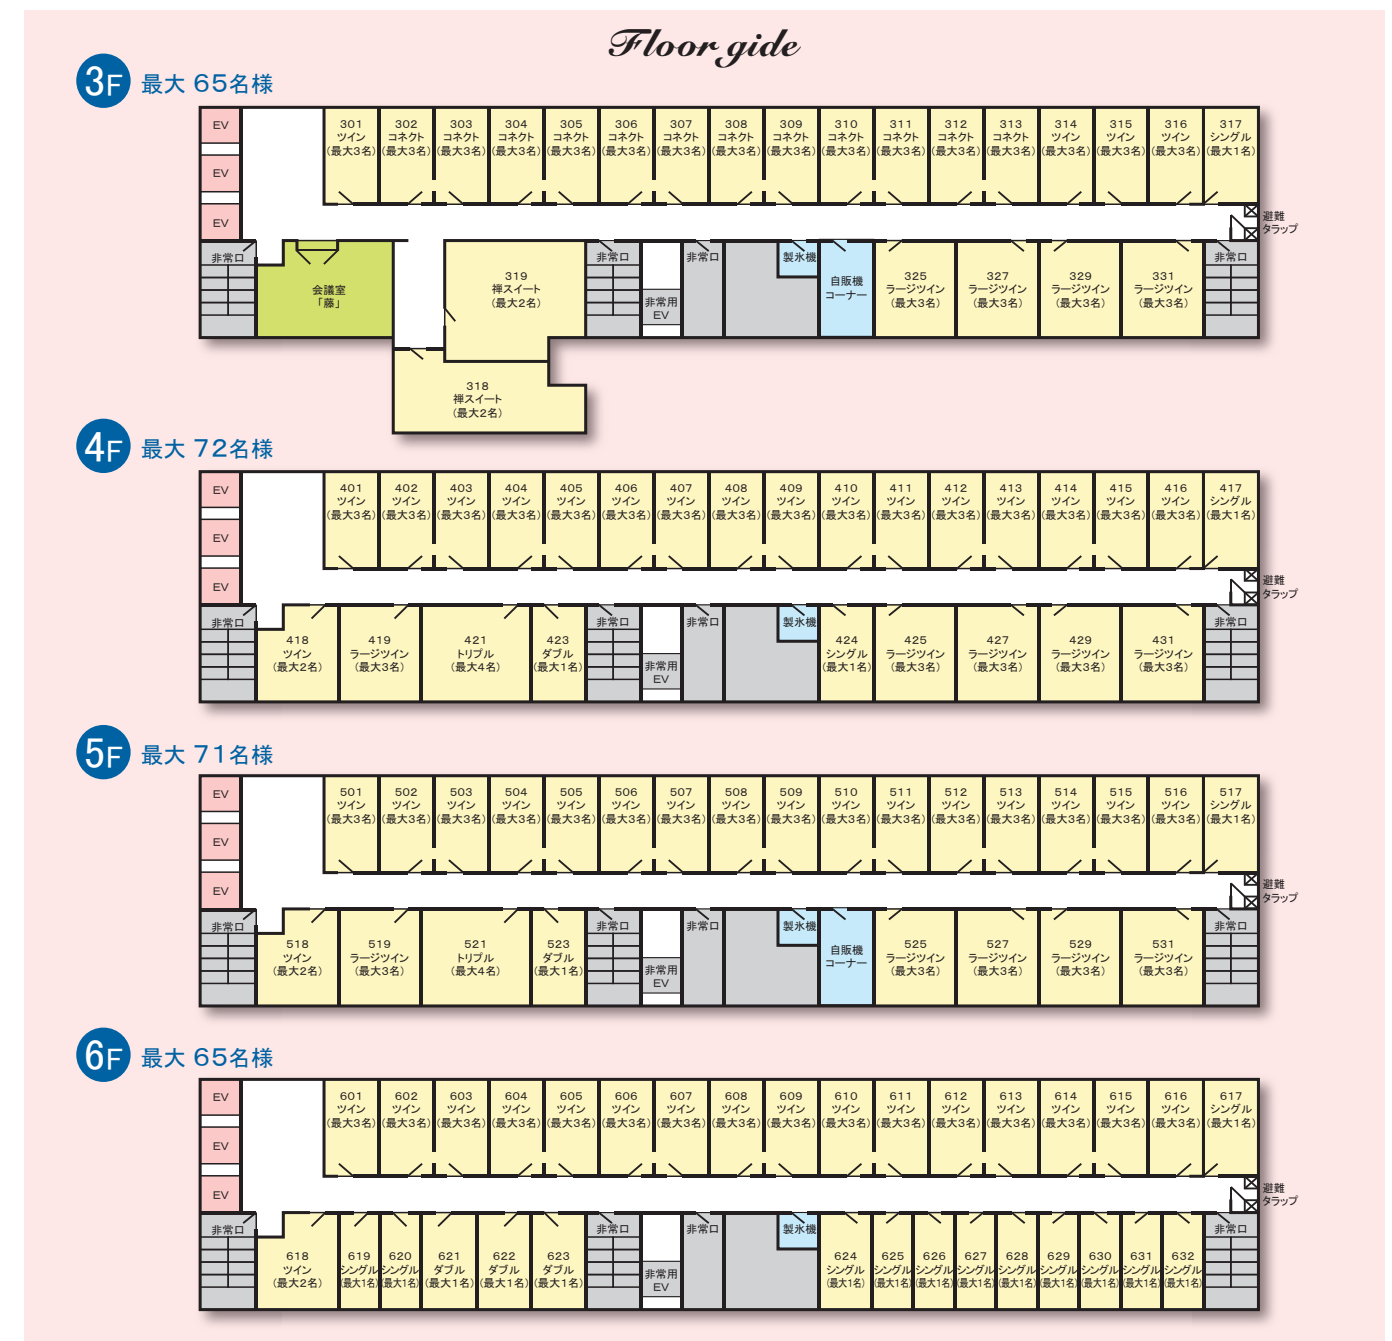 Floor gide
3F 最大 65名様
EV
EV
EV
301
ツイン
(最大3名)
302
コネクト
(最大3名)
303
コネクト
(最大3名)
304
コネクト
(最大3名)
305
コネクト
(最大3名)
306
コネクト
(最大3名)
307
コネクト
(最大3名)
308
コネクト
(最大3名)
309
コネクト
(最大3名)
310
コネクト
(最大3名)
311
コネクト
(最大3名)
312
コネクト
(最大3名)
313
コネクト
(最大3名)
314
ツイン
(最大3名)
315
ツイン
(最大3名)
316
ツイン
(最大3名)
317
シングル
(最大1名)
避難
タラップ
非常口
会議室
「藤」
319
禅スイート
(最大2名)
318
禅スイート
(最大2名)
非常口
非常用
EV
非常口
製氷機
自販機
コーナー
325
ラージツイン
(最大3名)
327
ラージツイン
(最大3名)
329
ラージツイン
(最大3名)
331
ラージツイン
(最大3名)
非常口
4F 最大 72名様
EV
EV
EV
401
ツイン
(最大3名)
402
ツイン
(最大3名)
403
ツイン
(最大3名)
404
ツイン
(最大3名)
405
ツイン
(最大3名)
406
ツイン
(最大3名)
407
ツイン
(最大3名)
408
ツイン
(最大3名)
409
ツイン
(最大3名)
410
ツイン
(最大3名)
411
ツイン
(最大3名)
412
ツイン
(最大3名)
413
ツイン
(最大3名)
414
ツイン
(最大3名)
415
ツイン
(最大3名)
416
ツイン
(最大3名)
417
シングル
(最大1名)
避難
タラップ
非常口
418
ツイン
(最大2名)
419
ラージツイン
(最大3名)
421
トリプル
(最大4名)
423
ダブル
(最大1名)
非常口
非常用
EV
非常口
製氷機
424
シングル
(最大1名)
425
ラージツイン
(最大3名)
427
ラージツイン
(最大3名)
429
ラージツイン
(最大3名)
431
ラージツイン
(最大3名)
非常口
5F 最大 71名様
EV
EV
EV
501
ツイン
(最大3名)
502
ツイン
(最大3名)
503
ツイン
(最大3名)
504
ツイン
(最大3名)
505
ツイン
(最大3名)
506
ツイン
(最大3名)
507
ツイン
(最大3名)
508
ツイン
(最大3名)
509
ツイン
(最大3名)
510
ツイン
(最大3名)
511
ツイン
(最大3名)
512
ツイン
(最大3名)
513
ツイン
(最大3名)
514
ツイン
(最大3名)
515
ツイン
(最大3名)
516
ツイン
(最大3名)
517
シングル
(最大1名)
避難
タラップ
非常口
518
ツイン
(最大2名)
519
ラージツイン
(最大3名)
521
トリプル
(最大4名)
523
ダブル
(最大1名)
非常口
非常用
EV
非常口
製氷機
自販機
コーナー
525
ラージツイン
(最大3名)
527
ラージツイン
(最大3名)
529
ラージツイン
(最大3名)
531
ラージツイン
(最大3名)
非常口
6F 最大 65名様
EV
EV
EV
601
ツイン
(最大3名)
602
ツイン
(最大3名)
603
ツイン
(最大3名)
604
ツイン
(最大3名)
605
ツイン
(最大3名)
606
ツイン
(最大3名)
607
ツイン
(最大3名)
608
ツイン
(最大3名)
609
ツイン
(最大3名)
610
ツイン
(最大3名)
611
ツイン
(最大3名)
612
ツイン
(最大3名)
613
ツイン
(最大3名)
614
ツイン
(最大3名)
615
ツイン
(最大3名)
616
ツイン
(最大3名)
617
シングル
(最大1名)
避難
タラップ
非常口
618
ツイン
(最大2名)
619
シングル
(最大1名)
620
シングル
(最大1名)
621
ダブル
(最大1名)
622
ダブル
(最大1名)
623
ダブル
(最大1名)
非常口
非常用
EV
非常口
製氷機
624
シングル
(最大1名)
625
シングル
(最大1名)
626
シングル
(最大1名)
627
シングル
(最大1名)
628
シングル
(最大1名)
629
シングル
(最大1名)
630
シングル
(最大1名)
631
シングル
(最大1名)
632
シングル
(最大1名)
非常口